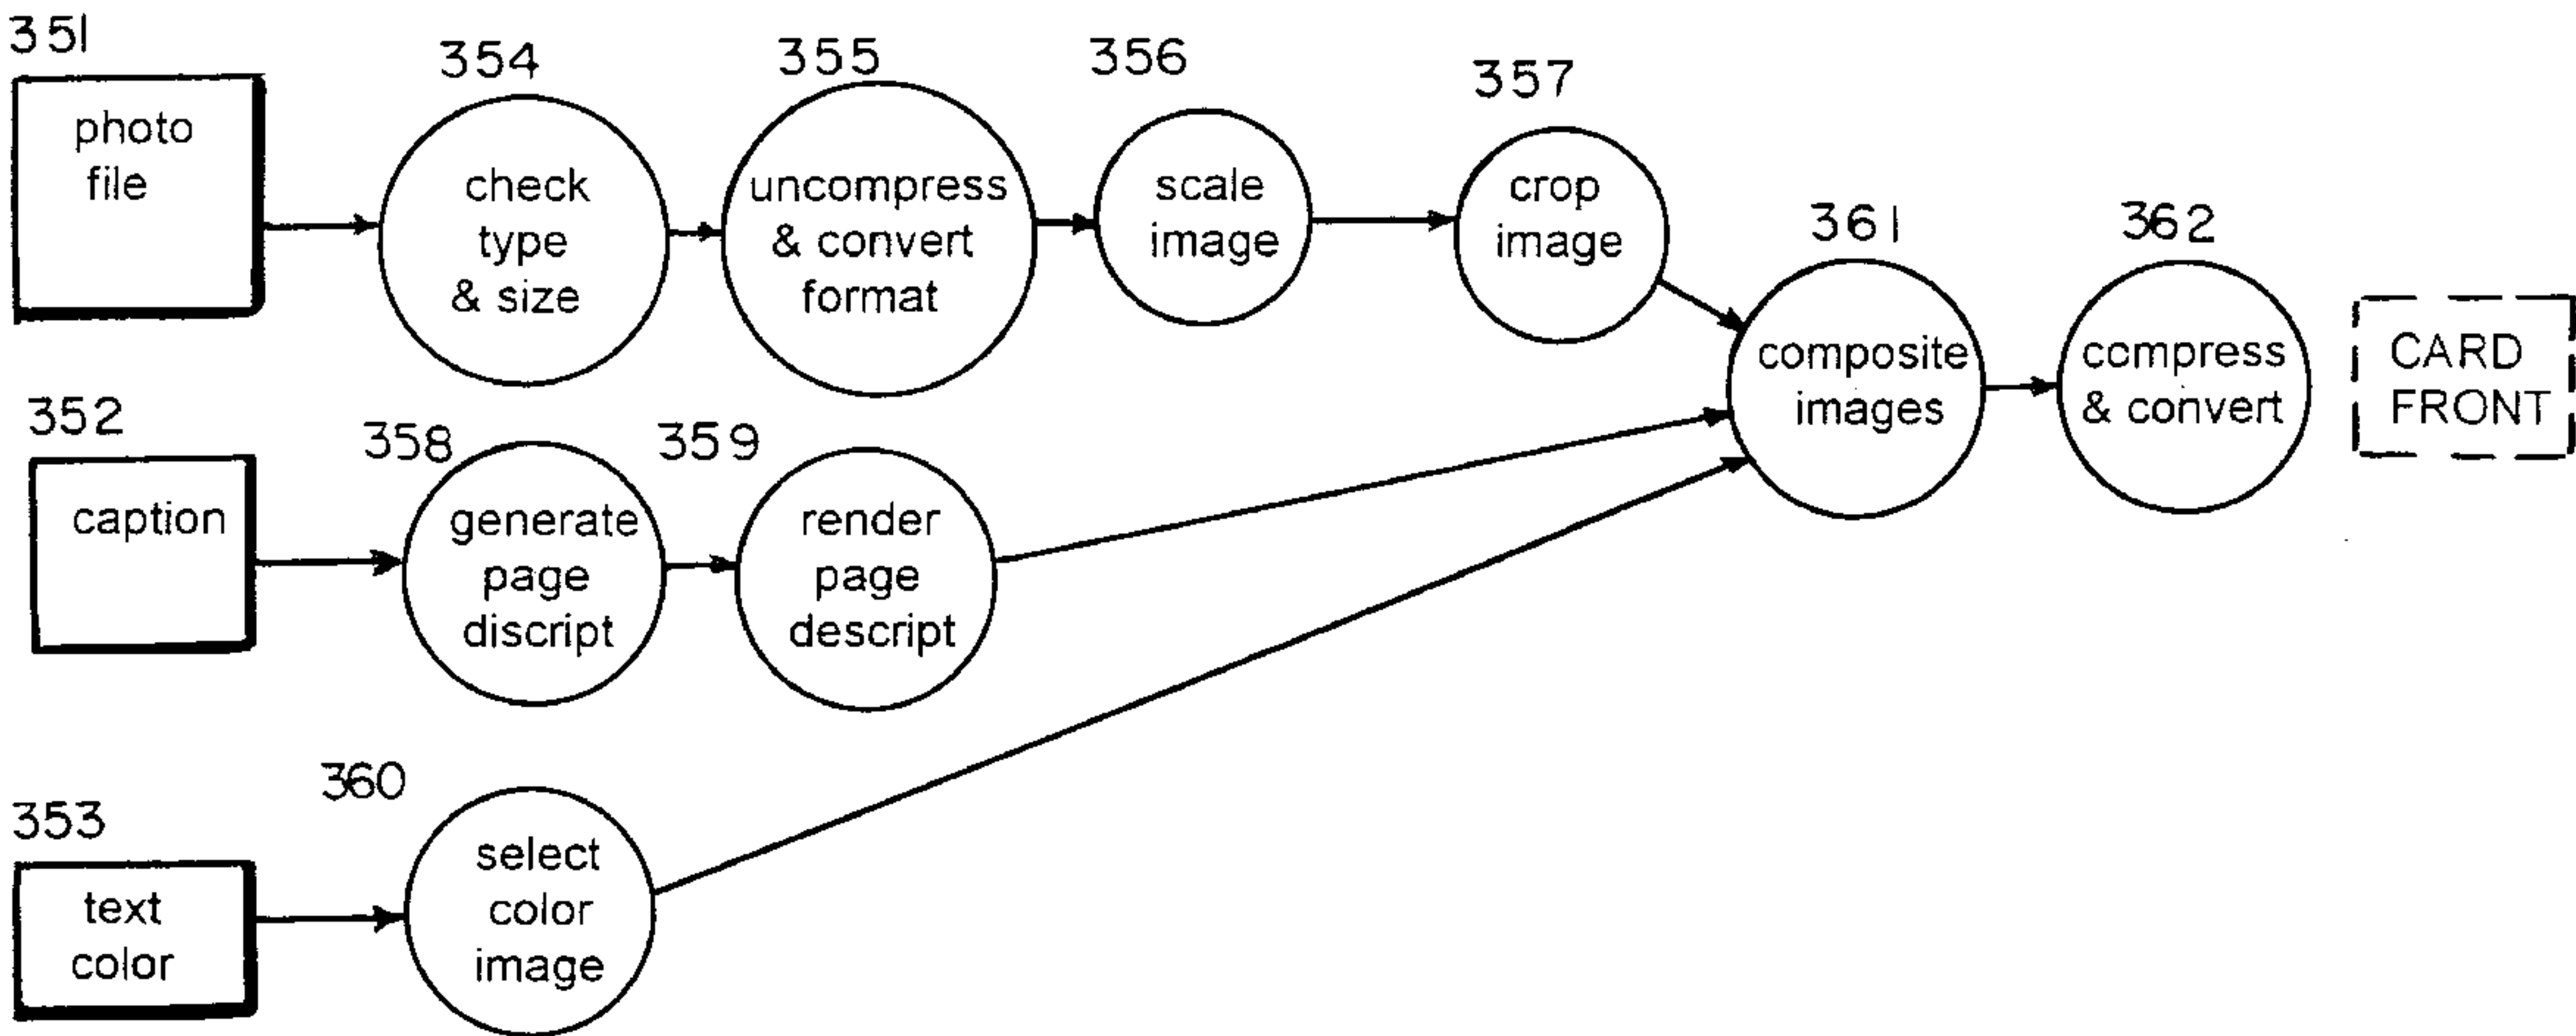 351
photo
file
354
check
type
& size
355
uncompress
& convert
format
356
scale
image
357
crop
image
361
composite
images
362
compress
& convert
CARD
FRONT
352
caption
358
generate
page
discript
359
render
page
descript
353
text
color
360
select
color
image